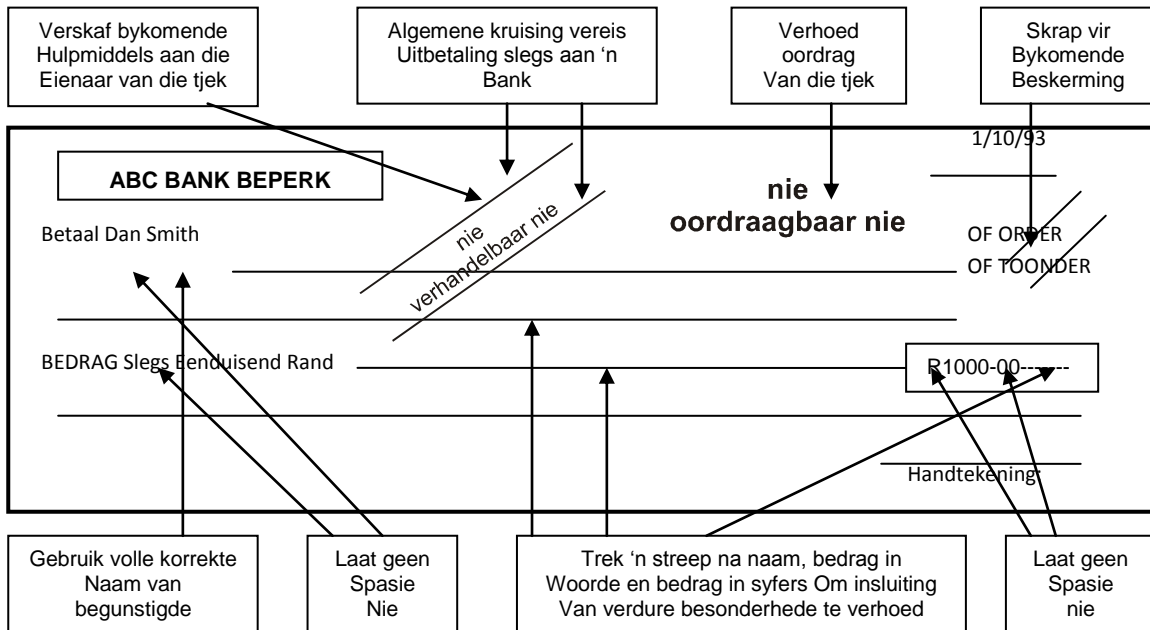 Verskaf bykomende
Hulpmiddels aan die
Eienaar van die tjek
Algemene kruising vereis
Uitbetaling slegs aan ‘n
Bank
Verhoed
oordrag
Van die tjek
Skrap vir
Bykomende
Beskerming
1/10/93
ABC BANK BEPERK
nie
verhandelbaar nie
nie
oordraagbaar nie
Betaal Dan Smith
OF ORDER
OF TOONDER
BEDRAG Slegs Eenduisend Rand
R1000-00-------
Handtekening:
Gebruik volle korrekte
Naam van
begunstigde
Laat geen
Spasie
Nie
Trek ‘n streep na naam, bedrag in
Woorde en bedrag in syfers Om insluiting
Van verdure besonderhede te verhoed
Laat geen
Spasie
nie